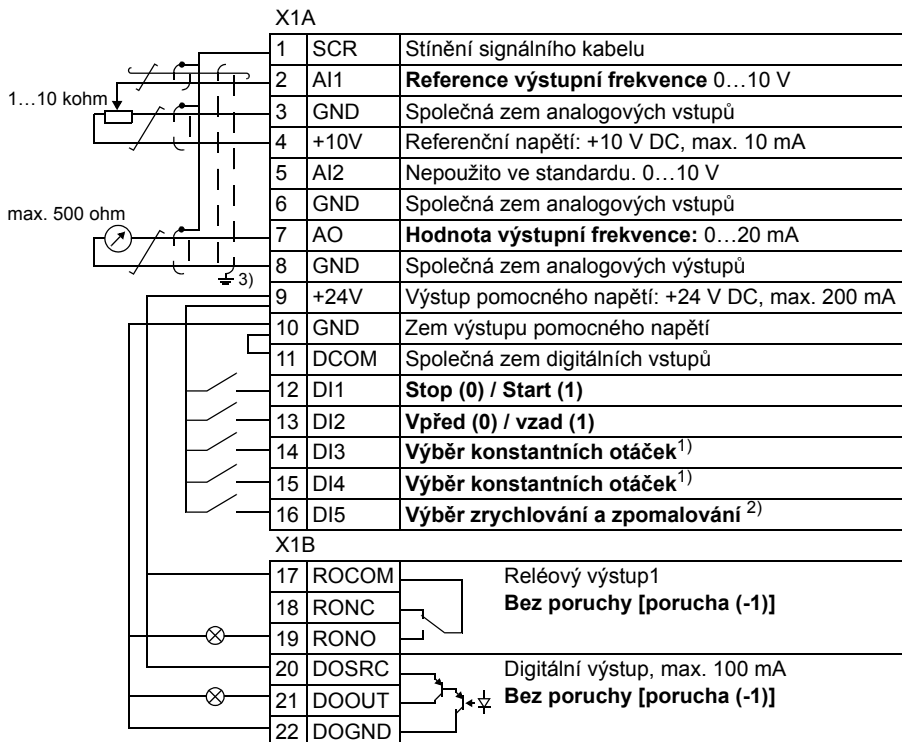 X1A
1 SCR Stínění signálního kabelu
2 AI1 Reference výstupní frekvence 0…10 V
1…10 kohm
3 GND Společná zem analogových vstupů
4 +10V Referenční napětí: +10 V DC, max. 10 mA
5 AI2 Nepoužito ve standardu. 0…10 V
6 GND Společná zem analogových vstupů
max. 500 ohm
7 AO Hodnota výstupní frekvence: 0…20 mA
8 GND Společná zem analogových výstupů
3)
9 +24V Výstup pomocného napětí: +24 V DC, max. 200 mA
10 GND Zem výstupu pomocného napětí
11 DCOM Společná zem digitálních vstupů
12 DI1 Stop (0) / Start (1)
13 DI2 Vpřed (0) / vzad (1)
14 DI3 Výběr konstantních otáček1)
15 DI4 Výběr konstantních otáček1)
16 DI5 Výběr zrychlování a zpomalování 2)
X1B
17 ROCOM Reléový výstup1
18 RONC Bez poruchy [porucha (-1)]
19 RONO
20 DOSRC Digitální výstup, max. 100 mA
21 DOOUT Bez poruchy [porucha (-1)]
22 DOGND